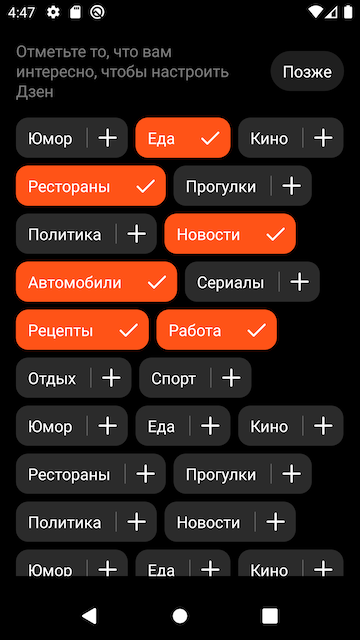 4:47
Отметьте то, что вам
интересно, чтобы настроить
Дзен
Позже
Юмор Еда Кино
Рестораны Прогулки
Политика Новости
Автомобили Сериалы
Рецепты Работа
Отдых Спорт
Юмор Еда Кино
Рестораны Прогулки
Политика Новости
Юмор Еда Кино